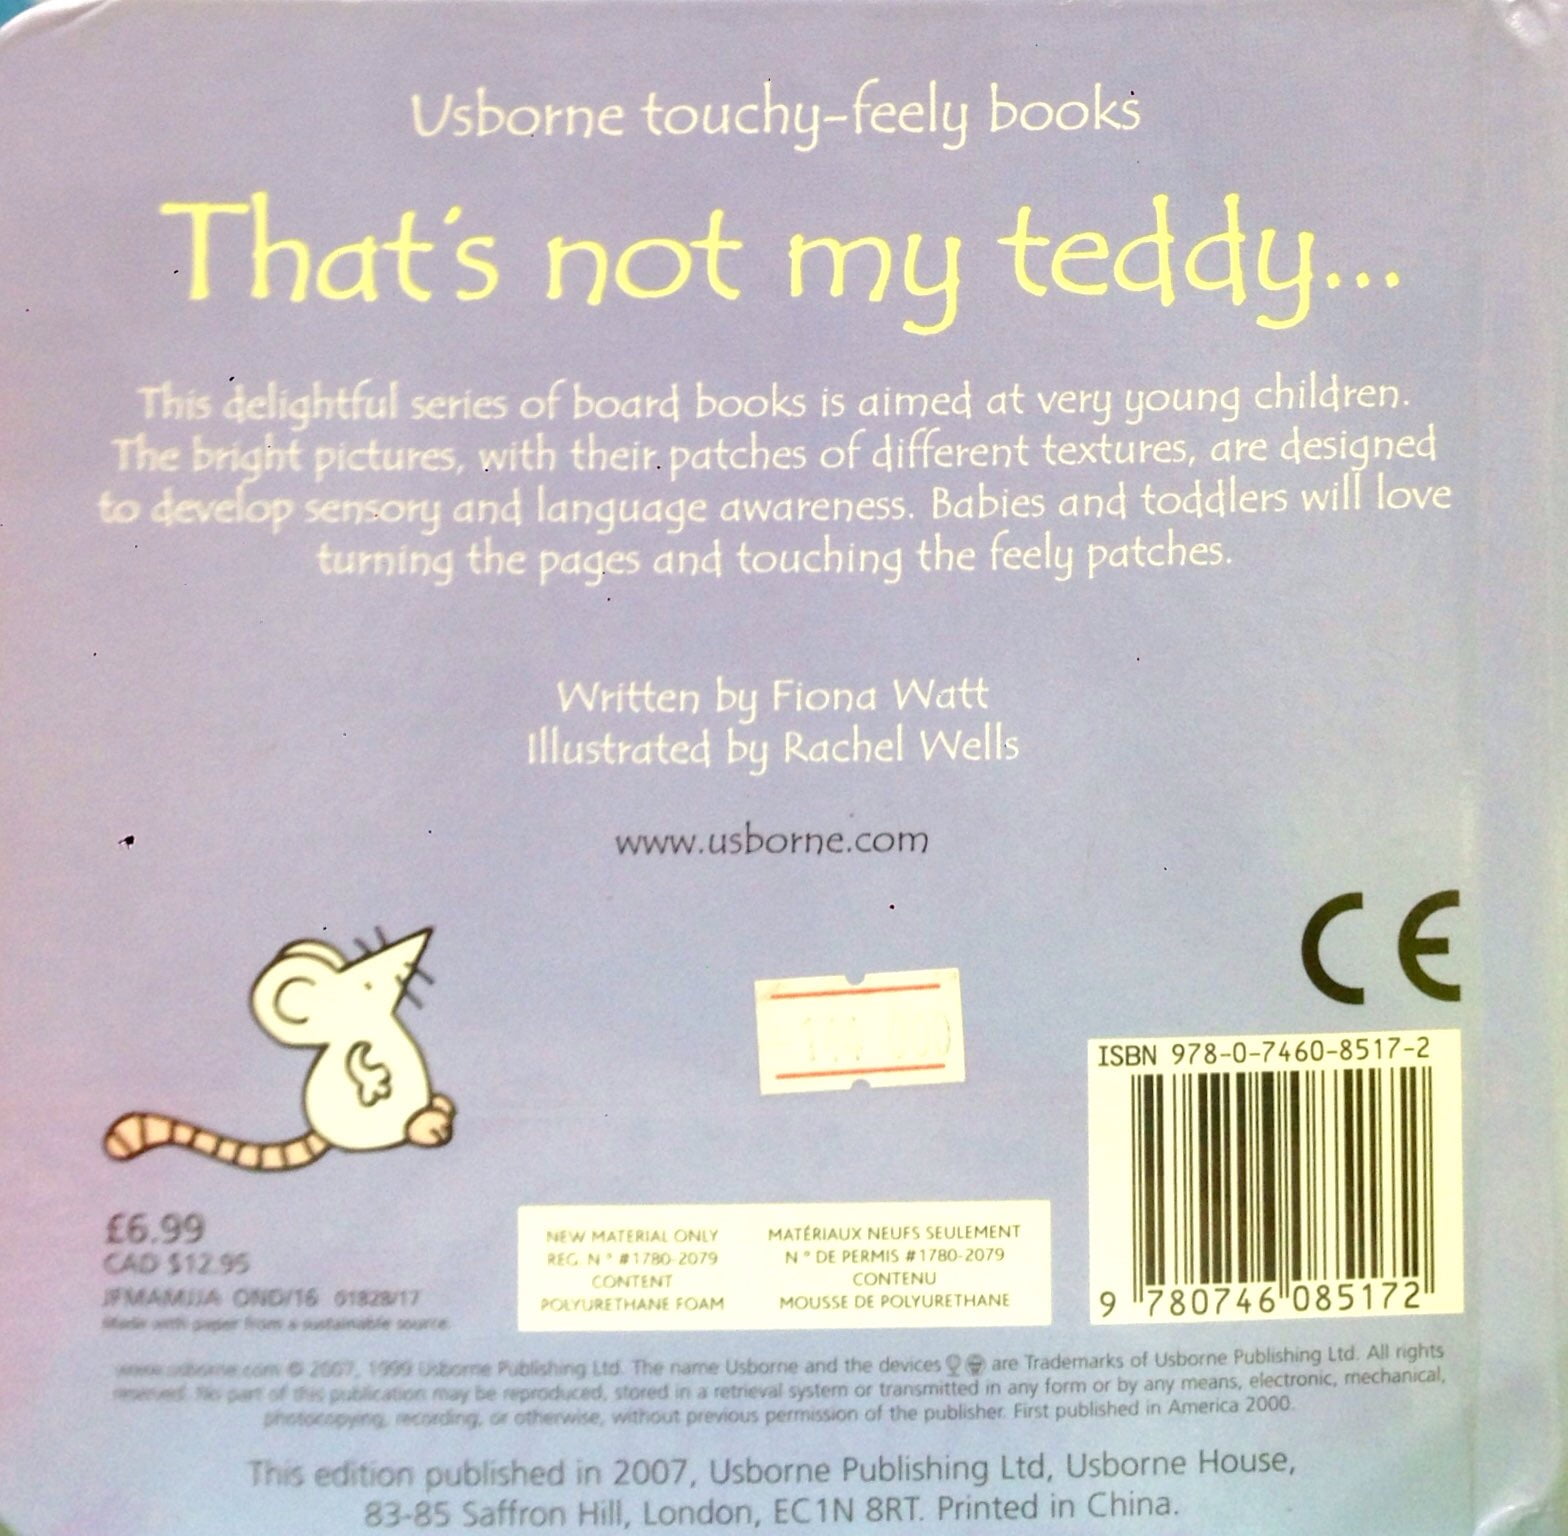 Usborne touchy-feely books
That's not my teddy...
This delightful series of board books is aimed at very young children.
The bright pictures, with their patches of different textures, are designed
to develop sensory and language awareness. Babies and toddlers will love
turning the pages and touching the feely patches.
Written by Fiona Watt
Illustrated by Rachel Wells
www.usborne.com
CE
ISBN 978-0-7460-8517-2
9 780746 085172
£6.99
CAD $12.95
JFMAMJJA OND/16 01828/17
Made with paper from a sustainable source.
NEW MATERIAL ONLY
REG. N° #1780-2079
CONTENT
POLYURETHANE FOAM
MATÉRIAUX NEUFS SEULEMENT
N° DE PERMIS #1780-2079
CONTENU
MOUSSE DE POLYURETHANE
www.usborne.com © 2007, 1999 Usborne Publishing Ltd. The name Usborne and the devices are Trademarks of Usborne Publishing Ltd. All rights
reserved. No part of this publication may be reproduced, stored in a retrieval system or transmitted in any form or by any means, electronic, mechanical,
photocopying, recording, or otherwise, without previous permission of the publisher. First published in America 2000.
This edition published in 2007, Usborne Publishing Ltd, Usborne House,
83-85 Saffron Hill, London, EC1N 8RT. Printed in China.